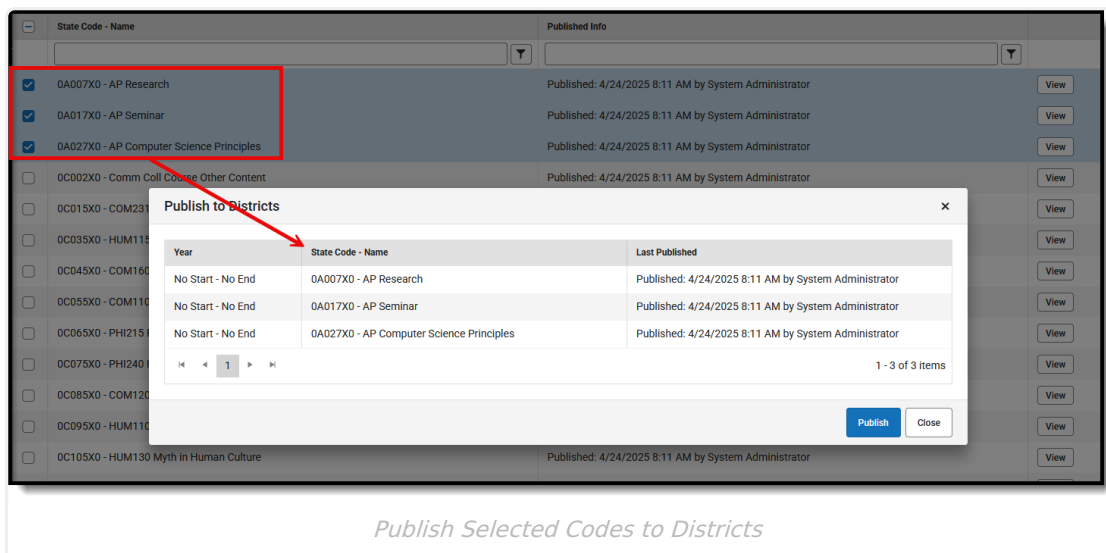 State Code - Name Published Info
0A007X0 - AP Research Published: 4/24/2025 8:11 AM by System Administrator View
0A017X0 - AP Seminar Published: 4/24/2025 8:11 AM by System Administrator View
0A027X0 - AP Computer Science Principles Published: 4/24/2025 8:11 AM by System Administrator View
0C002X0 - Comm Coll Course Other Content Published: 4/24/2025 8:11 AM by System Administrator View
0C015X0 - COM231 View
Publish to Districts ×
0C035X0 - HUM115 View
Year State Code - Name Last Published
0C045X0 - COM160 View
No Start - No End 0A007X0 - AP Research Published: 4/24/2025 8:11 AM by System Administrator
0C055X0 - COM110 View
No Start - No End 0A017X0 - AP Seminar Published: 4/24/2025 8:11 AM by System Administrator
0C065X0 - PHI215 View
No Start - No End 0A027X0 - AP Computer Science Principles Published: 4/24/2025 8:11 AM by System Administrator
0C075X0 - PHI240 View
1 1 - 3 of 3 items
0C085X0 - COM120 View
0C095X0 - HUM110 View
Publish Close
0C105X0 - HUM130 Myth in Human Culture Published: 4/24/2025 8:11 AM by System Administrator View
Publish Selected Codes to Districts